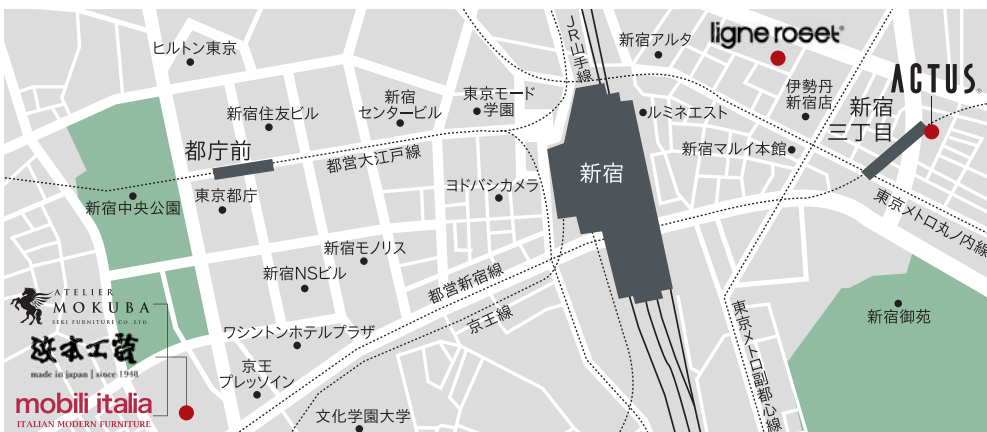 JR山手線
新宿アルタ
ligne roset®
ヒルトン東京
伊勢丹
新宿店
ACTUS®
新宿
三丁目
新宿住友ビル
新宿
センタービル
東京モード
学園
ルミネエスト
新宿マルイ本館
都庁前
都営大江戸線
新宿
ヨドバシカメラ
東京都庁
新宿中央公園
東京メトロ丸ノ内線
新宿モノリス
新宿NSビル
都営新宿線
京王線
東京メトロ副都心線
新宿御苑
ATELIER
MOKUBA
SEKI FURNITURE Co.,LTD.
浜本工芸
made in japan | since 1948
mobili italia
ITALIAN MODERN FURNITURE
ワシントンホテルプラザ
京王
プレッソイン
文化学園大学